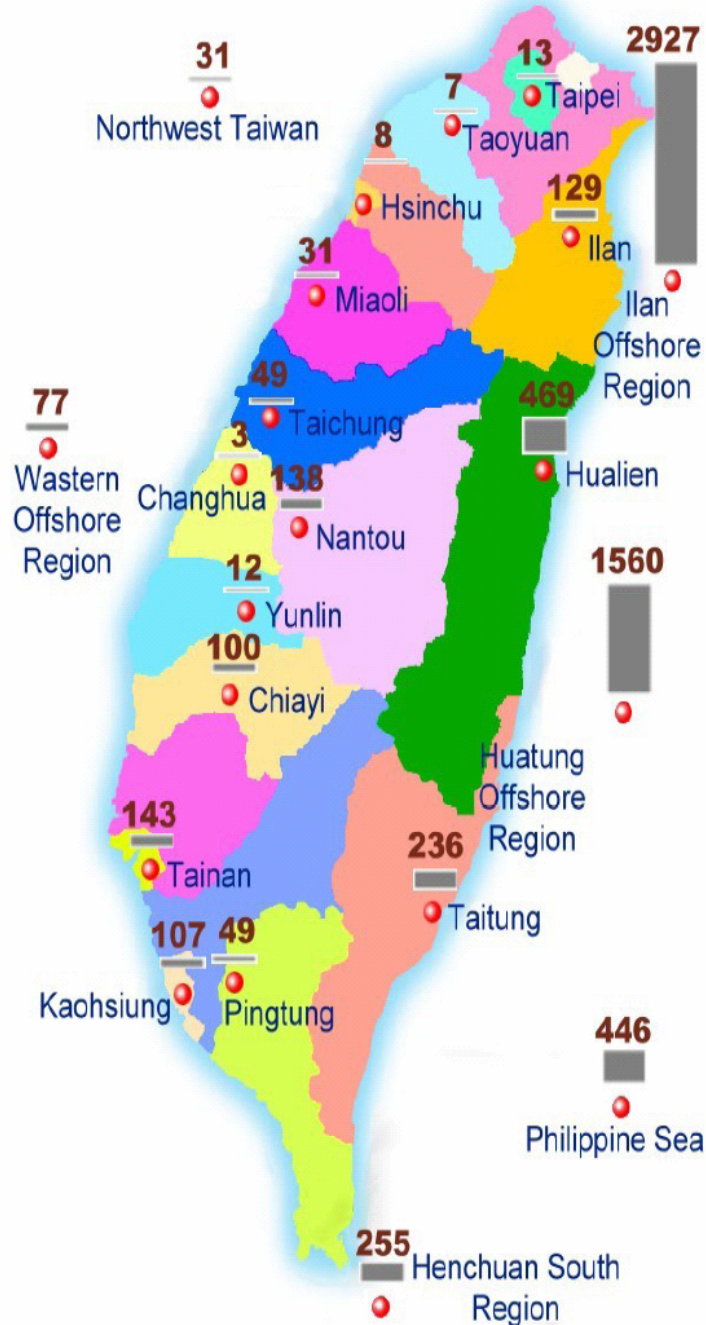 2927
31
13
Taipei
7
Northwest Taiwan
Taoyuan
8
Hsinchu
129
Ilan
31
Miaoli
Ilan
Offshore
Region
49
Taichung
77
Wastern
Offshore
Region
469
Hualien
3
Changhua
138
Nantou
1560
12
Yunlin
100
Chiayi
Huatung
Offshore
Region
143
Tainan
236
Taitung
107
Kaohsiung
49
Pingtung
446
Philippine Sea
255
Henchuan South
Region